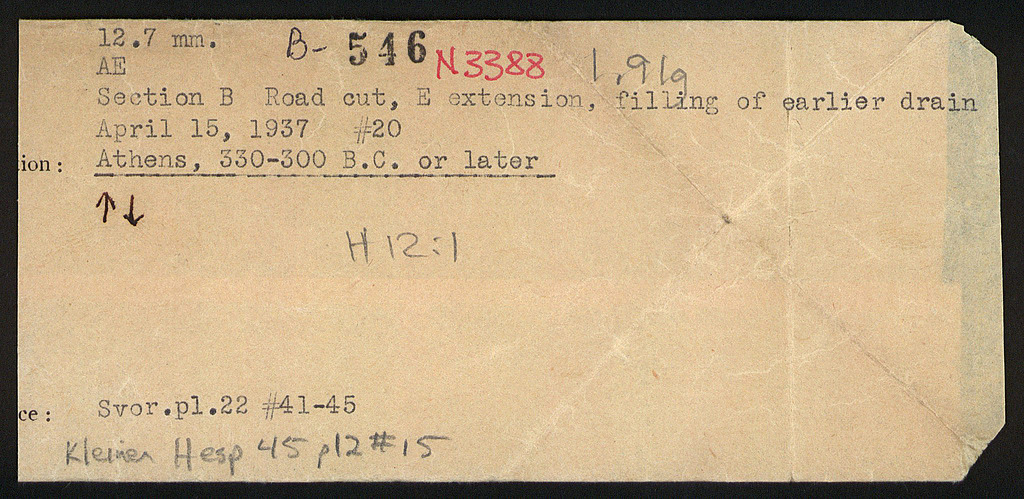 12.7 mm. B- 546 N3388 1.91g
AE
Section B Road cut, E extension, filling of earlier drain
April 15, 1937 #20
ion: Athens, 330-300 B.C. or later
↑↓
H 12:1
ce: Svor.pl.22 #41-45
Kleiner Hesp 45 pl2 #15